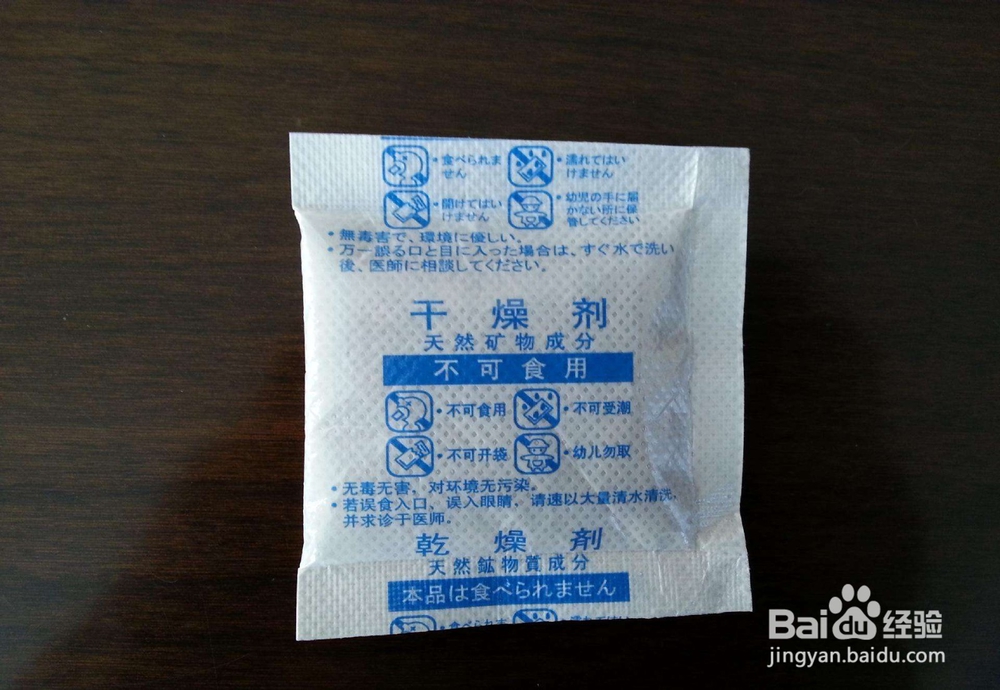 ・食べられま
せん
・濡れてはい
けません
・開けてはい
けません
・幼児の手に届
かない所に保
管してください
・無毒害で、環境に優しい。
・万一誤る口と目に入った場合は、すぐ水で洗い
後、医師に相談してください。
干燥剂
天然矿物成分
不可食用
・不可食用
・不可受潮
・不可开袋
・幼儿勿取
・无毒无害，对环境无污染。
・若误食入口、误入眼睛，请速以大量清水清洗，
并求诊于医师。
乾燥剤
天然鉱物質成分
本品は食べられません
・食べられま
Bai du 经验
jingyan.baidu.com